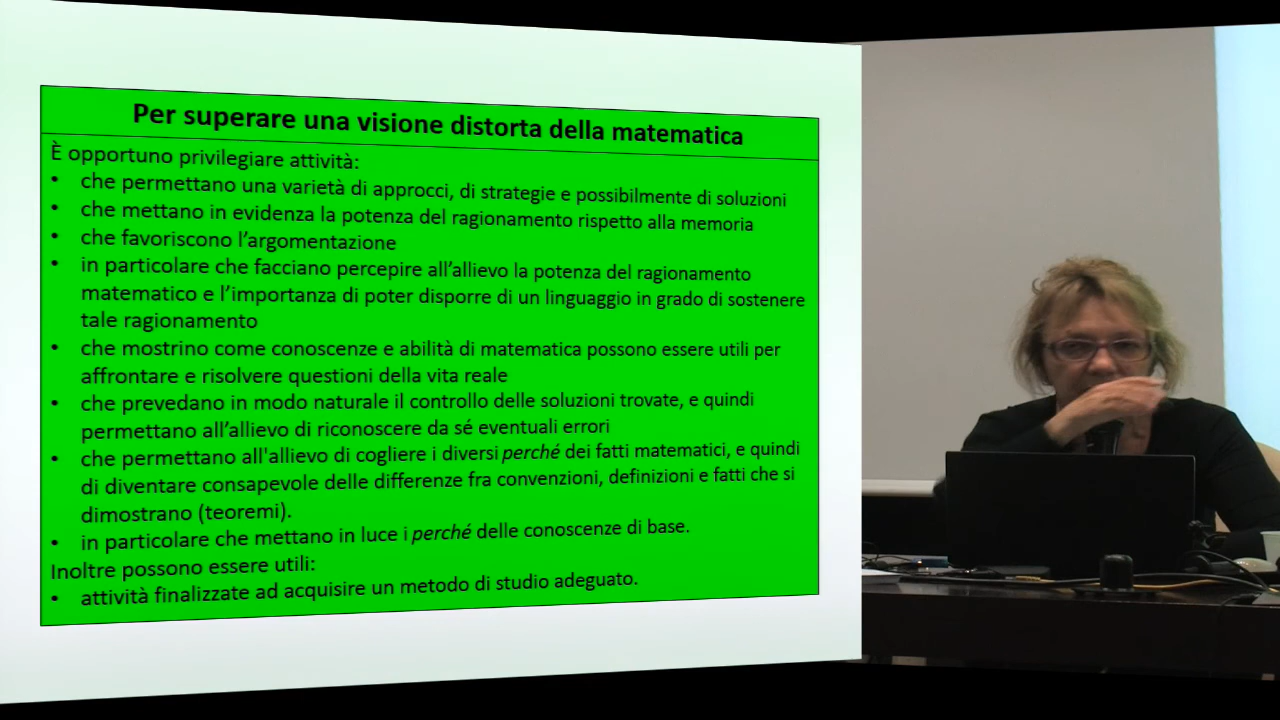 Per superare una visione distorta della matematica
È opportuno privilegiare attività:
• che permettano una varietà di approcci, di strategie e possibilmente di soluzioni
• che mettano in evidenza la potenza del ragionamento rispetto alla memoria
• che favoriscono l’argomentazione
• in particolare che facciano percepire all’allievo la potenza del ragionamento
matematico e l’importanza di poter disporre di un linguaggio in grado di sostenere
tale ragionamento
• che mostrino come conoscenze e abilità di matematica possono essere utili per
affrontare e risolvere questioni della vita reale
• che prevedano in modo naturale il controllo delle soluzioni trovate, e quindi
permettano all’allievo di riconoscere da sé eventuali errori
• che permettano all'allievo di cogliere i diversi perché dei fatti matematici, e quindi
di diventare consapevole delle differenze fra convenzioni, definizioni e fatti che si
dimostrano (teoremi).
• in particolare che mettano in luce i perché delle conoscenze di base.
Inoltre possono essere utili:
• attività finalizzate ad acquisire un metodo di studio adeguato.